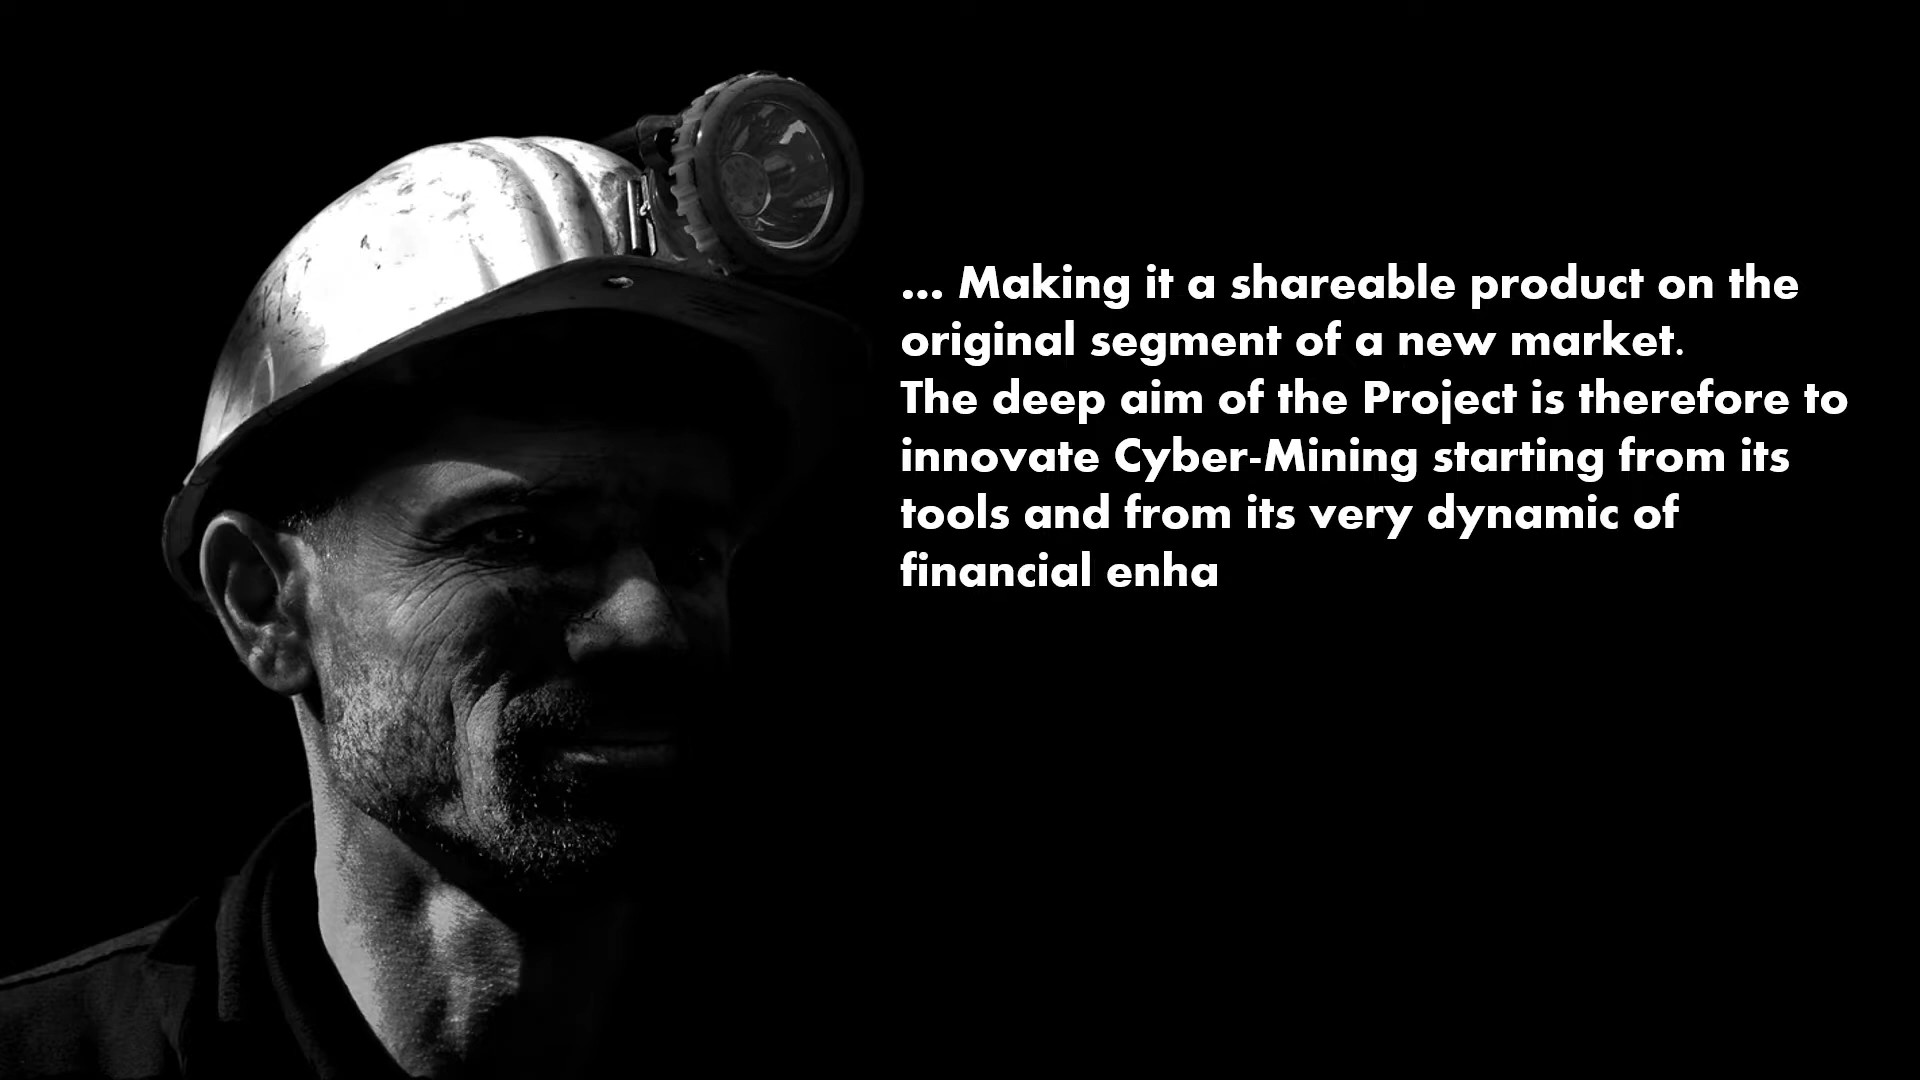 ... Making it a shareable product on the
original segment of a new market.
The deep aim of the Project is therefore to
innovate Cyber-Mining starting from its
tools and from its very dynamic of
financial enha